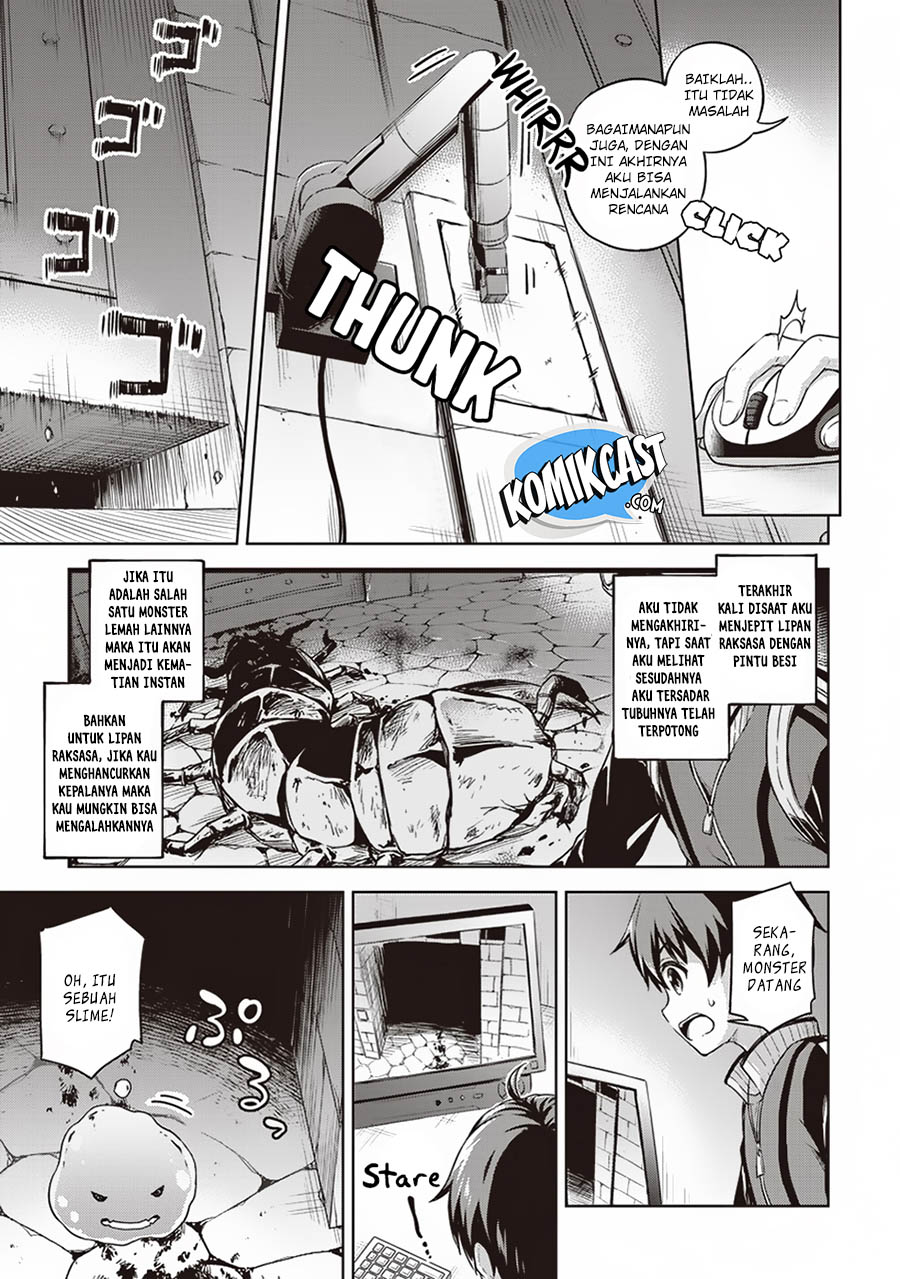 BAIKLAH..
ITU TIDAK
MASALAH
BAGAIMANAPUN
JUGA, DENGAN
INI AKHIRNYA
AKU BISA
MENJALANKAN
RENCANA
CLICK
WHIRRR
THUNK
ゴゴゴ
KOMIKCAST
.COM
TERAKHIR
KALI DISAAT AKU
MENJEPIT LIPAN
RAKSASA DENGAN
PINTU BESI
AKU TIDAK
MENGAKHIRI-
NYA, TAPI SAAT
AKU MELIHAT
SESUDAHNYA
AKU TERSADAR
TUBUHNYA TELAH
TERPOTONG
JIKA ITU
ADALAH SALAH
SATU MONSTER
LEMAH LAINNYA
MAKA ITU AKAN
MENJADI KEMA-
TIAN INSTAN
BAHKAN
UNTUK LIPAN
RAKSASA, JIKA KAU
MENGHANCURKAN
KEPALANYA MAKA
KAU MUNGKIN BISA
MENGALAHKANNYA
SEKA-
RANG,
MONSTER
DATANG
Stare
OH, ITU
SEBUAH
SLIME!
ぷるる